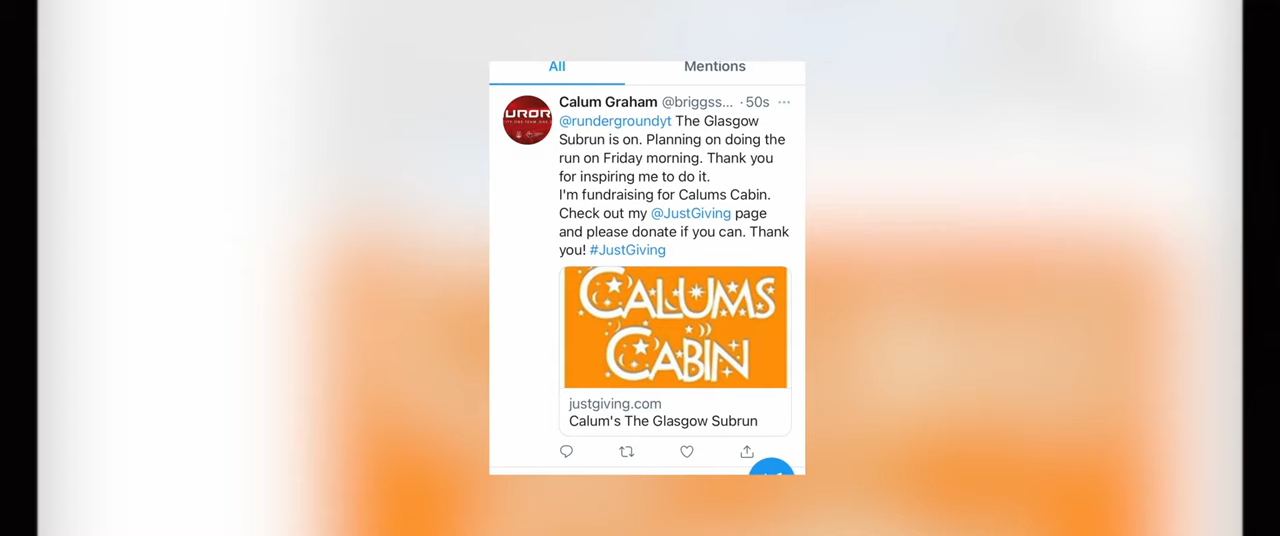 All
Mentions
Calum Graham @briggss... · 50s ...
@rundergroundyt The Glasgow
Subrun is on. Planning on doing the
run on Friday morning. Thank you
for inspiring me to do it.
I'm fundraising for Calums Cabin.
Check out my @JustGiving page
and please donate if you can. Thank
you! #JustGiving
CALUMS
CABIN
justgiving.com
Calum's The Glasgow Subrun